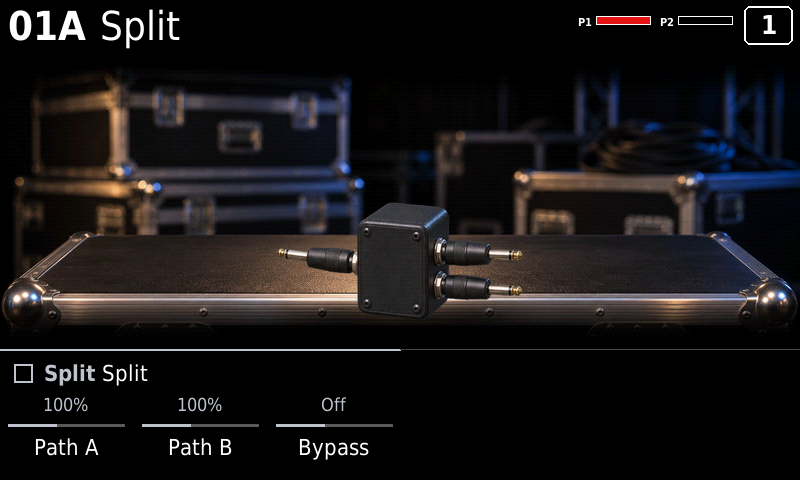 01A Split
P1 P2 1
Split Split
100% 100% Off
Path A Path B Bypass